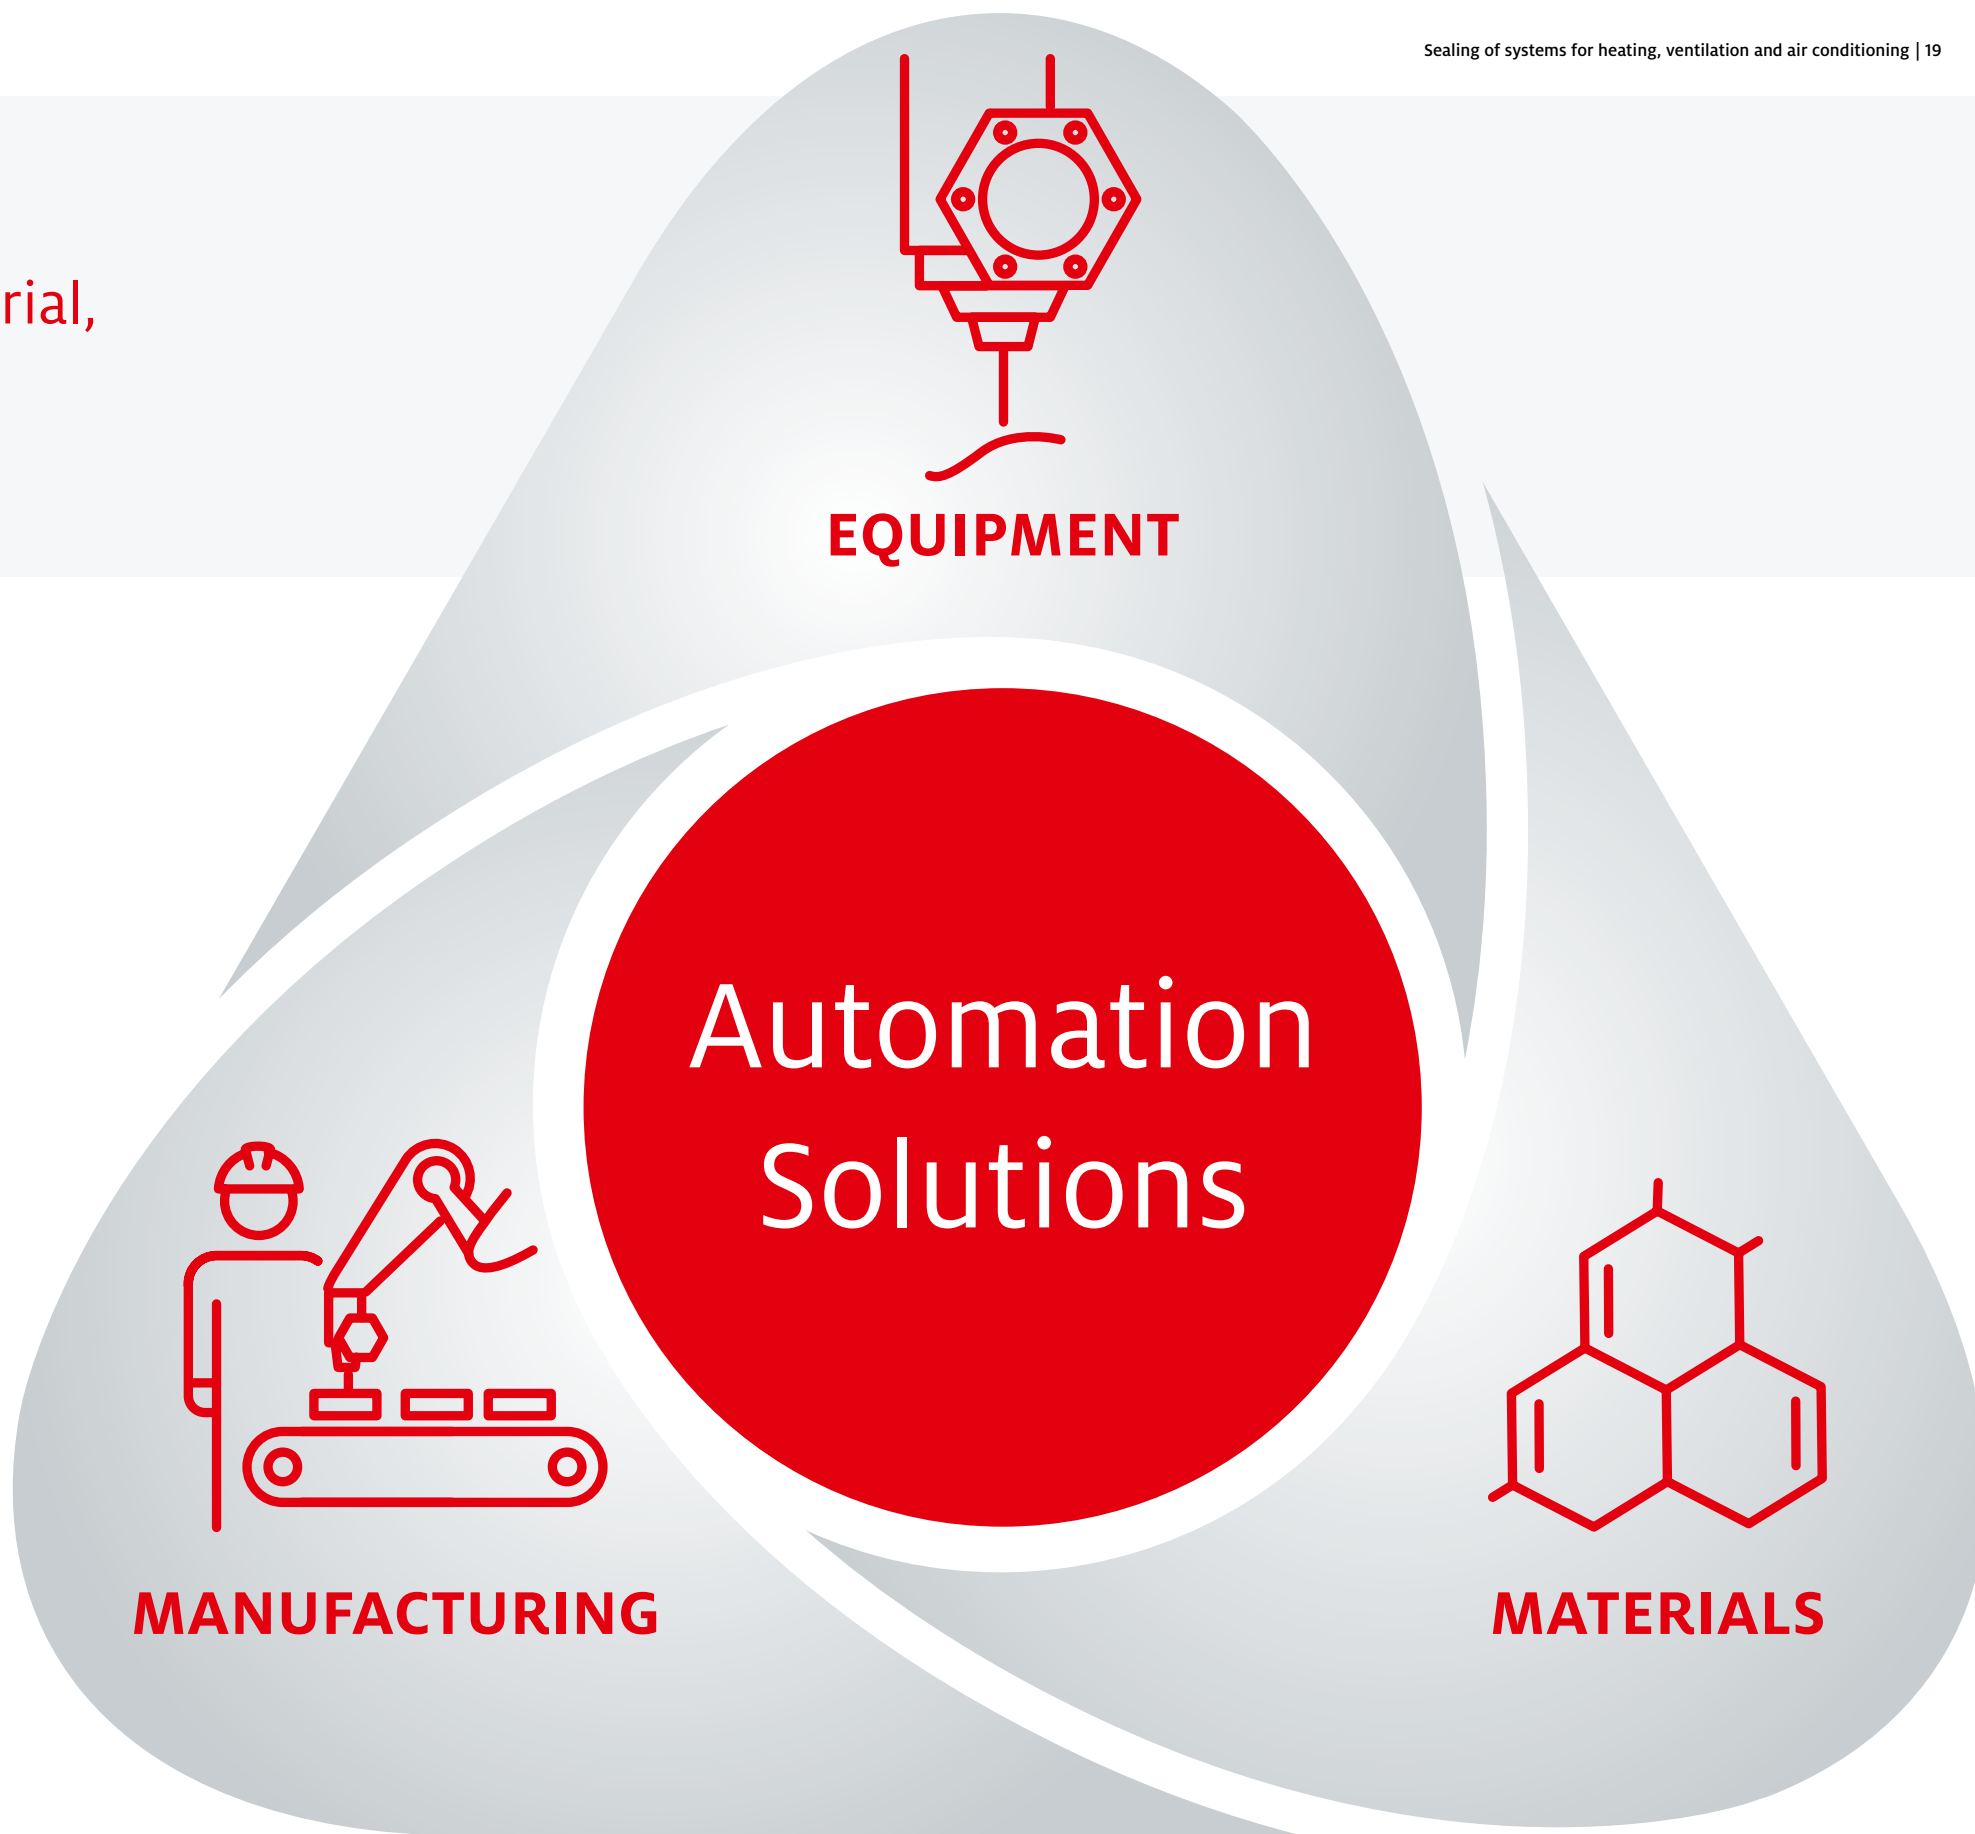 Sealing of systems for heating, ventilation and air conditioning | 19
rial,
EQUIPMENT
Automation
Solutions
MANUFACTURING
MATERIALS